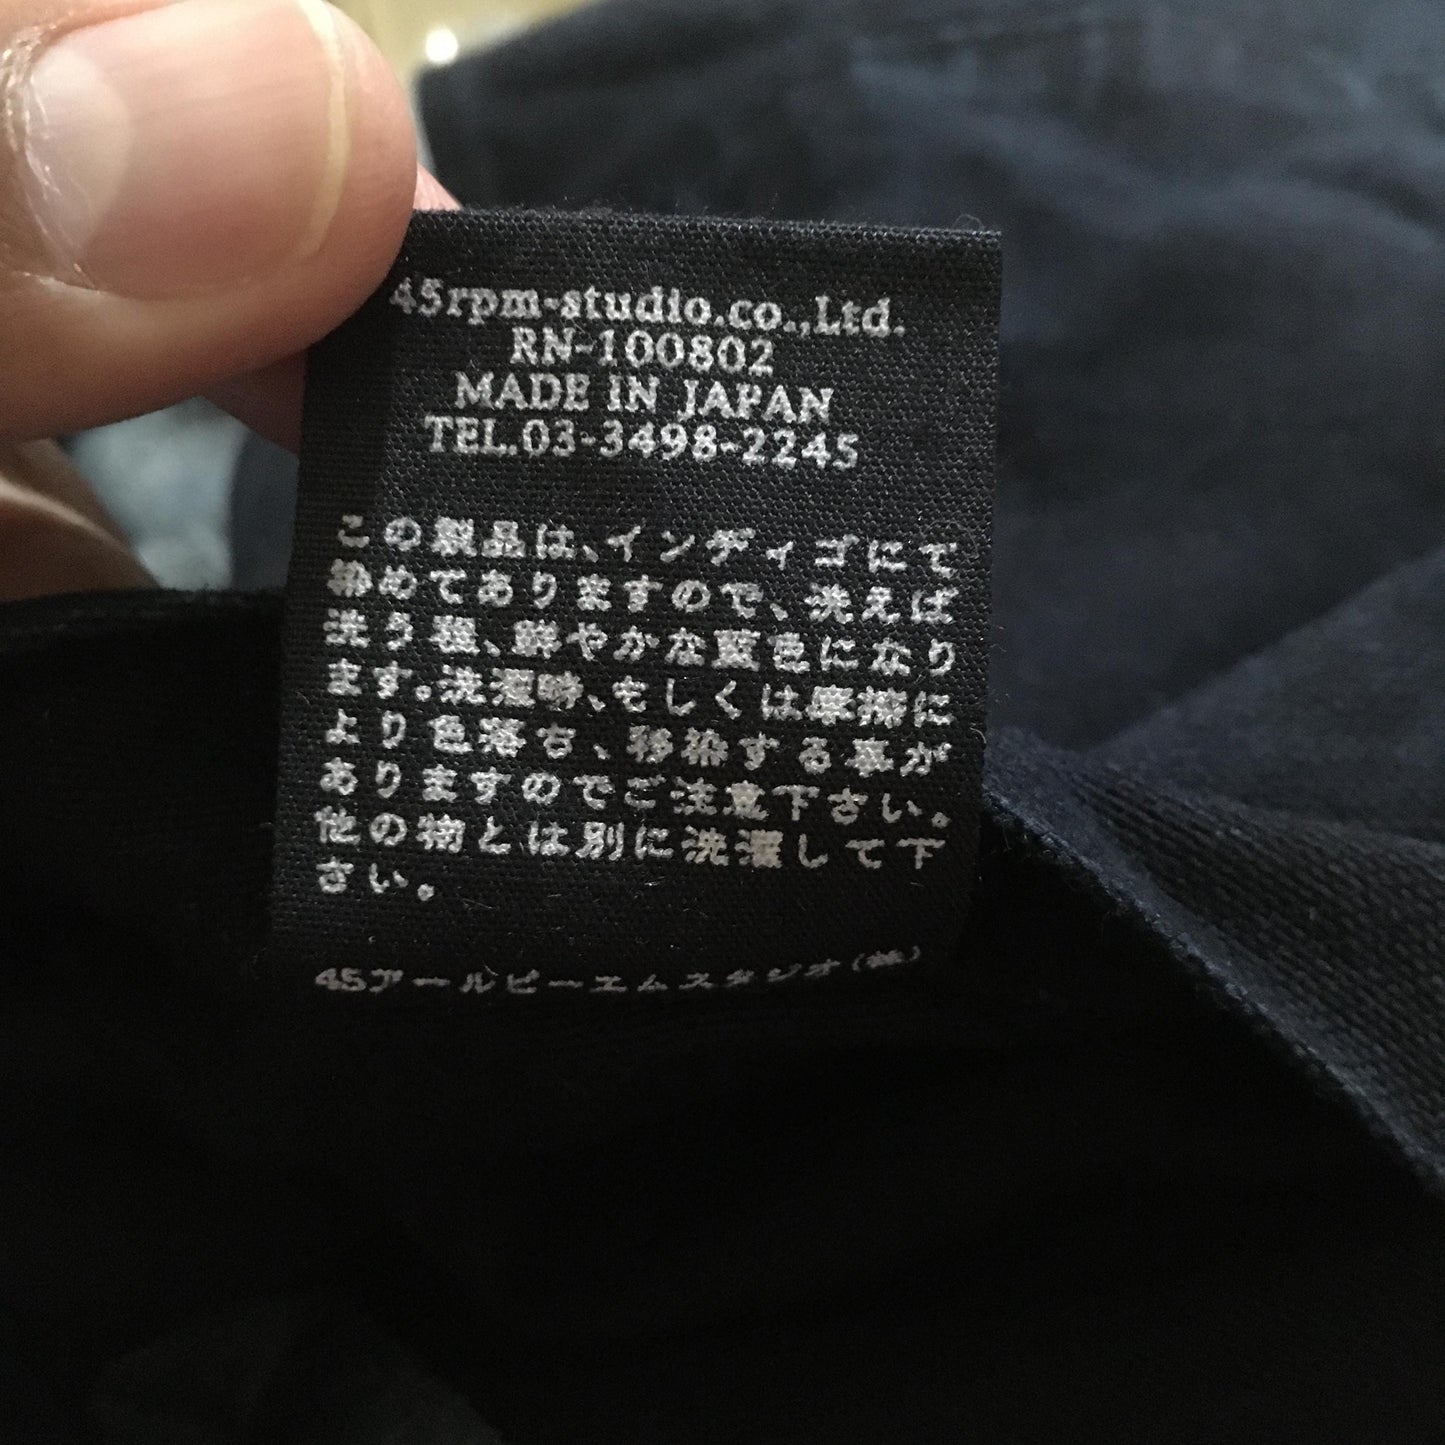 45rpm-studio.co.,Ltd.
RN-100802
MADE IN JAPAN
TEL.03-3498-2245
この製品は、インディゴにて
染めてありますので、洗えば
洗う程、鮮やかな藍色になり
ます。洗濯時、もしくは摩擦に
より色落ち、移染する事が
ありますのでご注意下さい。
他の物とは別に洗濯して下
さい。
45アールピーエムスタジオ(株)